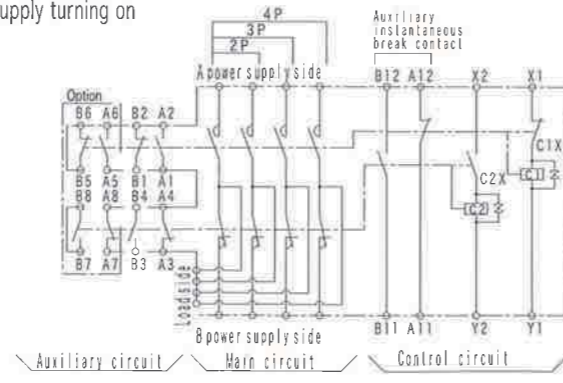 supply turning on
4P
3P
2P
Auxiliary
instantaneous
break contact
A power supply side
B12 A12 X2 X1
Option
B6 A6 B2 A2
C1X
B5 A5 B1 A1
C1
B8 A8 B4 A4
C2X
C2
B7 A7 B3 A3
Load side
B power supply side
B11 A11 Y2 Y1
Auxiliary circuit
Main circuit
Control circuit